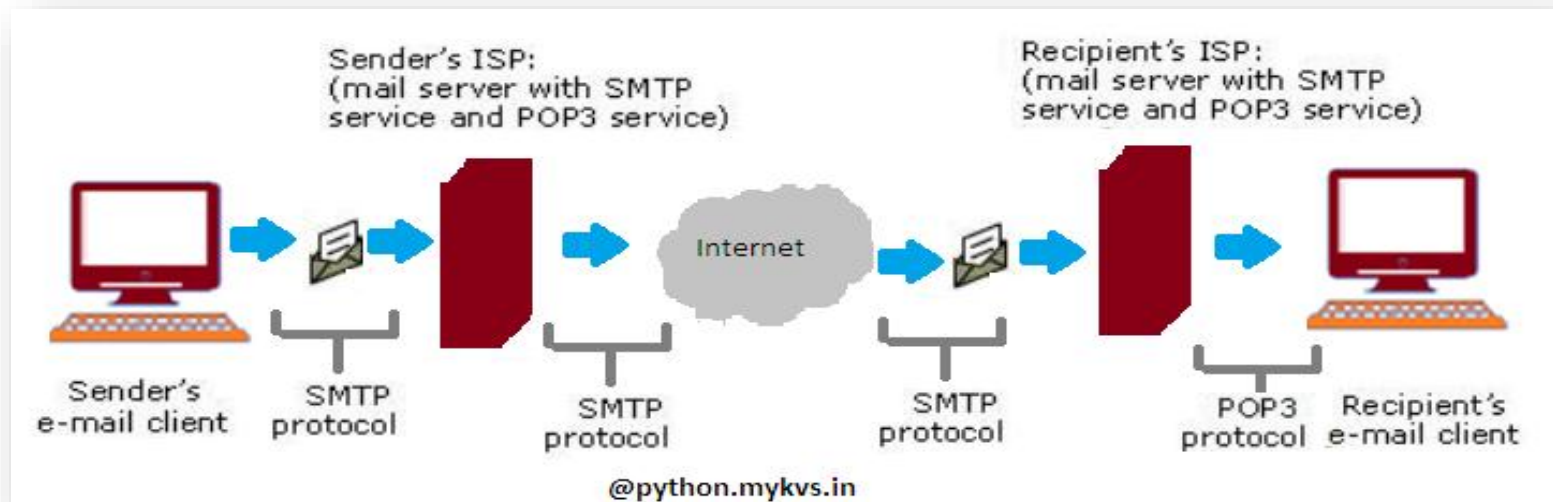 Sender's ISP:
(mail server with SMTP
service and POP3 service)
Recipient's ISP:
(mail server with SMTP
service and POP3 service)
Internet
Sender's
e-mail client
SMTP
protocol
SMTP
protocol
SMTP
protocol
POP3
protocol
Recipient's
e-mail client
@python.mykvs.in